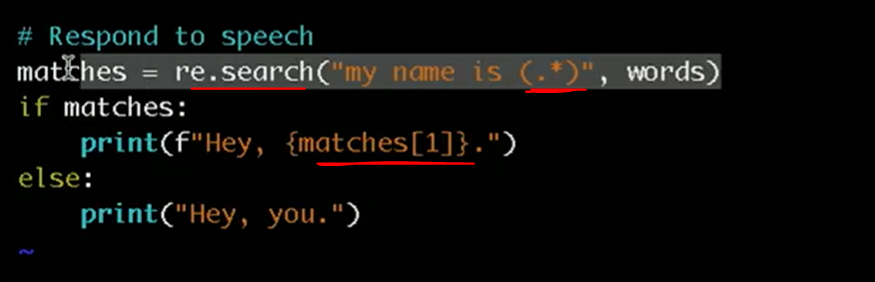 # Respond to speech
matches = re.search("my name is (.*)", words)
if matches:
    print(f"Hey, {matches[1]}.")
else:
    print("Hey, you.")
~